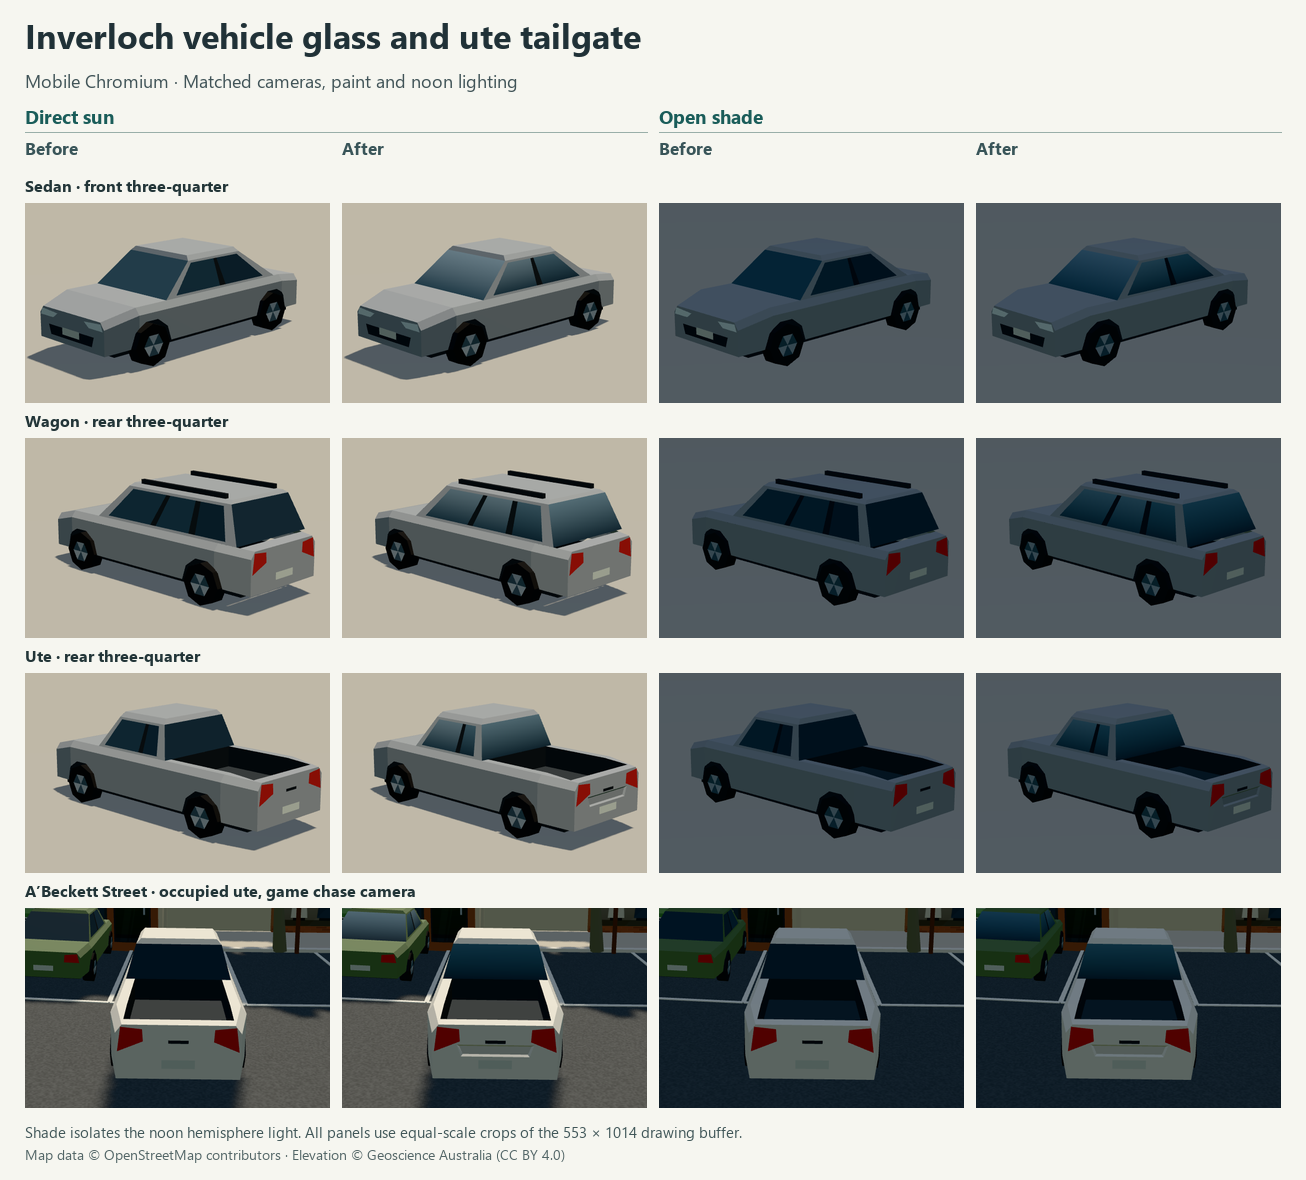 Inverloch vehicle glass and ute tailgate
Mobile Chromium · Matched cameras, paint and noon lighting
Direct sun
Open shade
Before
After
Before
After
Sedan · front three-quarter
Wagon · rear three-quarter
Ute · rear three-quarter
A’Beckett Street · occupied ute, game chase camera
Shade isolates the noon hemisphere light. All panels use equal-scale crops of the 553 × 1014 drawing buffer.
Map data © OpenStreetMap contributors · Elevation © Geoscience Australia (CC BY 4.0)